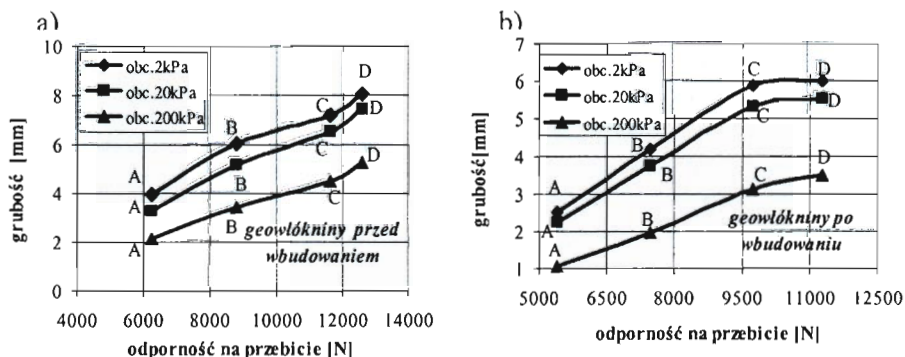 a)
grubość [mm]
10
8
6
4
2
0
obc.2kPa
obc.20kPa
obc.200kPa
A
B
C
D
A
B
C
D
A
B
C
D
geowłókniny przed
wbudowaniem
4000 6000 8000 10000 12000 14000
odporność na przebicie [N]
b)
grubość[mm]
7
6
5
4
3
2
1
obc.2kPa
obc.20kPa
obc.200kPa
A
B
C
D
A
B
C
D
A
B
C
D
geowłókniny po
wbudowaniu
5000 6500 8000 9500 11000 12500
odporność na przebicie [N]